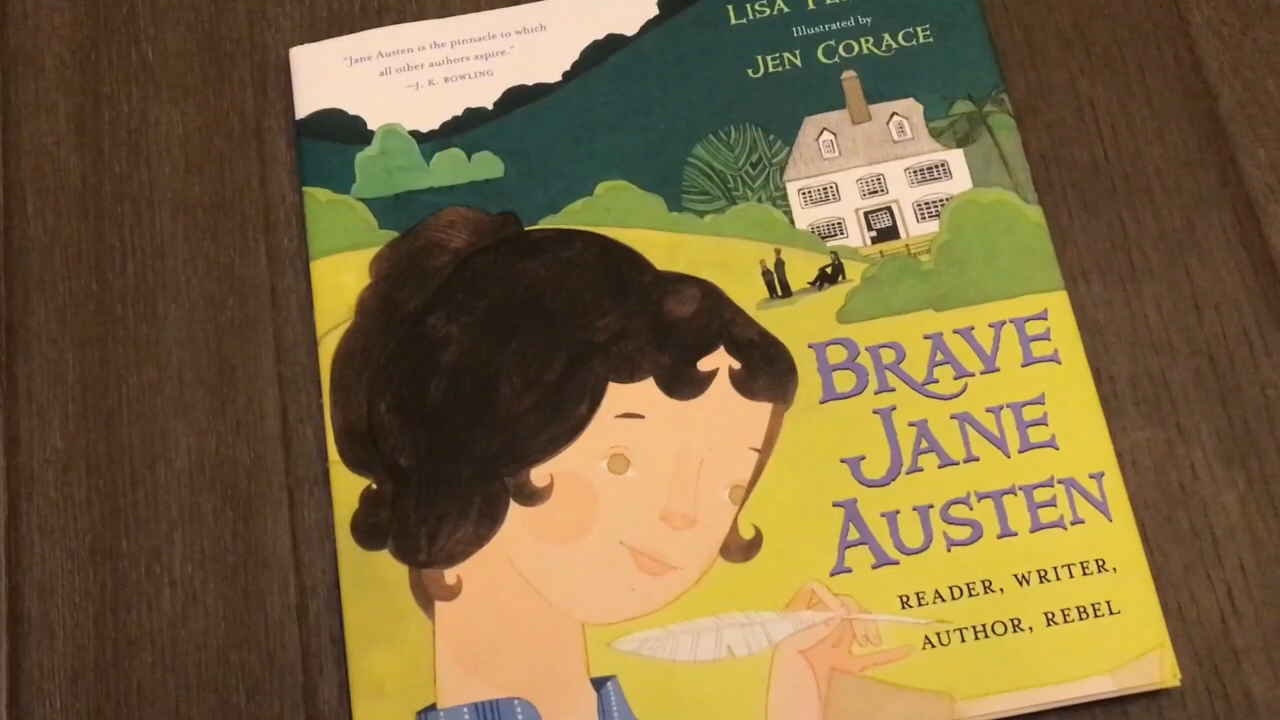 "Jane Austen is the pinnacle to which
all other authors aspire."
—J. K. ROWLING
LISA
Illustrated by
JEN CORACE
BRAVE
JANE
AUSTEN
READER, WRITER,
AUTHOR, REBEL